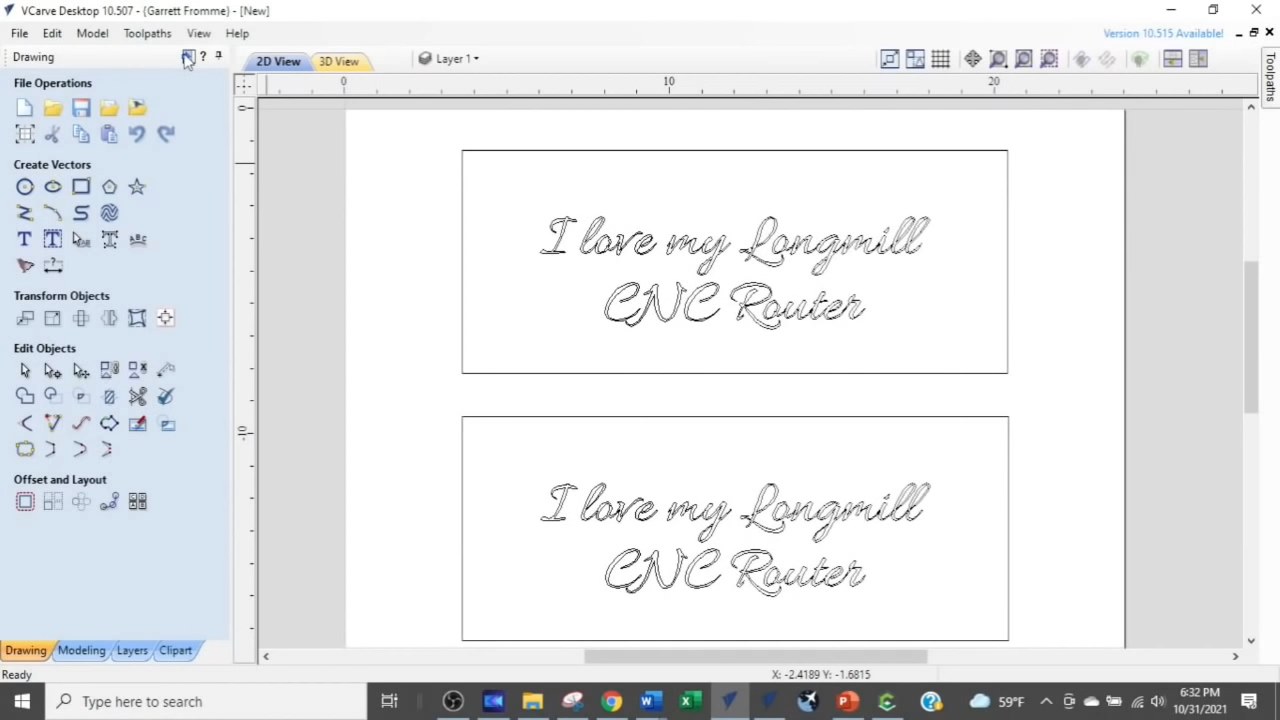 VCarve Desktop 10.507 - {Garrett Fromme} - [New]
File Edit Model Toolpaths View Help
Version 10.515 Available!
Drawing
2D View 3D View Layer 1
Toolpaths
File Operations
0 10 20
0
Create Vectors
Transform Objects
Edit Objects
Offset and Layout
I love my Longmill
CNC Router
-10
I love my Longmill
CNC Router
Drawing Modeling Layers Clipart
Ready
X: -2.4189 Y: -1.6815
Type here to search
59°F
6:32 PM
10/31/2021